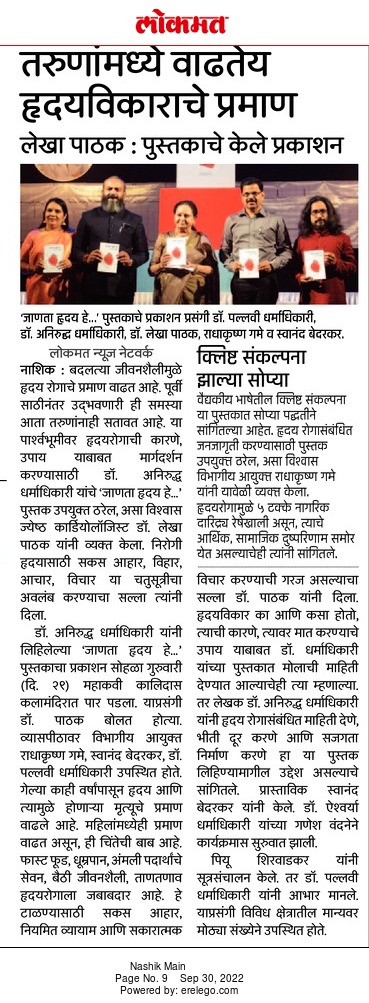 लोकमत
तरुणांमध्ये वाढतेय
हृदयविकाराचे प्रमाण
लेखा पाठक : पुस्तकाचे केले प्रकाशन
'जाणता हृदय हे...' पुस्तकाचे प्रकाशन प्रसंगी डॉ. पल्लवी धर्माधिकारी,
डॉ. अनिरुद्ध धर्माधिकारी, डॉ. लेखा पाठक, राधाकृष्ण गमे व स्वानंद बेदरकर.
लोकमत न्यूज नेटवर्क
नाशिक : बदलत्या जीवनशैलीमुळे
हृदय रोगाचे प्रमाण वाढत आहे. पूर्वी
साठीनंतर उद्भवणारी ही समस्या
आता तरुणांनाही सतावत आहे. या
पार्श्वभूमीवर हृदयरोगाची कारणे,
उपाय याबाबत मार्गदर्शन
करण्यासाठी डॉ. अनिरुद्ध
धर्माधिकारी यांचे 'जाणता हृदय हे...'
पुस्तक उपयुक्त ठरेल, असा विश्वास
ज्येष्ठ कार्डियोलॉजिस्ट डॉ. लेखा
पाठक यांनी व्यक्त केला. निरोगी
हृदयासाठी सकस आहार, विहार,
आचार, विचार या चतुसूत्रीचा
अवलंब करण्याचा सल्ला त्यांनी
दिला.
डॉ. अनिरुद्ध धर्माधिकारी यांनी
लिहिलेल्या 'जाणता हृदय हे...'
पुस्तकाचा प्रकाशन सोहळा गुरुवारी
(दि. २९) महाकवी कालिदास
कलामंदिरात पार पडला. याप्रसंगी
डॉ. पाठक बोलत होत्या.
व्यासपीठावर विभागीय आयुक्त
राधाकृष्ण गमे, स्वानंद बेदरकर, डॉ.
पल्लवी धर्माधिकारी उपस्थित होते.
गेल्या काही वर्षांपासून हृदय आणि
त्यामुळे होणाऱ्या मृत्यूचे प्रमाण
वाढले आहे. महिलांमध्येही प्रमाण
वाढत असून, ही चिंतेची बाब आहे.
फास्ट फूड, धूम्रपान, अंमली पदार्थांचे
सेवन, बैठी जीवनशैली, ताणतणाव
हृदयरोगाला जबाबदार आहे. हे
टाळण्यासाठी सकस आहार,
नियमित व्यायाम आणि सकारात्मक
क्लिष्ट संकल्पना
झाल्या सोप्या
वैद्यकीय भाषेतील क्लिष्ट संकल्पना
या पुस्तकात सोप्या पद्धतीने
सांगितल्या आहेत. हृदय रोगासंबंधित
जनजागृती करण्यासाठी पुस्तक
उपयुक्त ठरेल, असा विश्वास
विभागीय आयुक्त राधाकृष्ण गमे
यांनी यावेळी व्यक्त केला.
हृदयरोगामुळे ५ टक्के नागरिक
दारिद्र्य रेषेखाली असून, त्याचे
आर्थिक, सामाजिक दुष्परिणाम समोर
येत असल्याचेही त्यांनी सांगितले.
विचार करण्याची गरज असल्याचा
सल्ला डॉ. पाठक यांनी दिला.
हृदयविकार का आणि कसा होतो,
त्याची कारणे, त्यावर मात करण्याचे
उपाय याबाबत डॉ. धर्माधिकारी
यांच्या पुस्तकात मोलाची माहिती
देण्यात आल्याचेही त्या म्हणाल्या.
तर लेखक डॉ. अनिरुद्ध धर्माधिकारी
यांनी हृदय रोगासंबंधित माहिती देणे,
भीती दूर करणे आणि सजगता
निर्माण करणे हा या पुस्तक
लिहिण्यामागील उद्देश असल्याचे
सांगितले. प्रास्ताविक स्वानंद
बेदरकर यांनी केले. डॉ. ऐश्वर्या
धर्माधिकारी यांच्या गणेश वंदनेने
कार्यक्रमास सुरुवात झाली.
पियू शिरवाडकर यांनी
सूत्रसंचालन केले. तर डॉ. पल्लवी
धर्माधिकारी यांनी आभार मानले.
याप्रसंगी विविध क्षेत्रातील मान्यवर
मोठ्या संख्येने उपस्थित होते.
Nashik Main
Page No. 9 Sep 30, 2022
Powered by: erelego.com